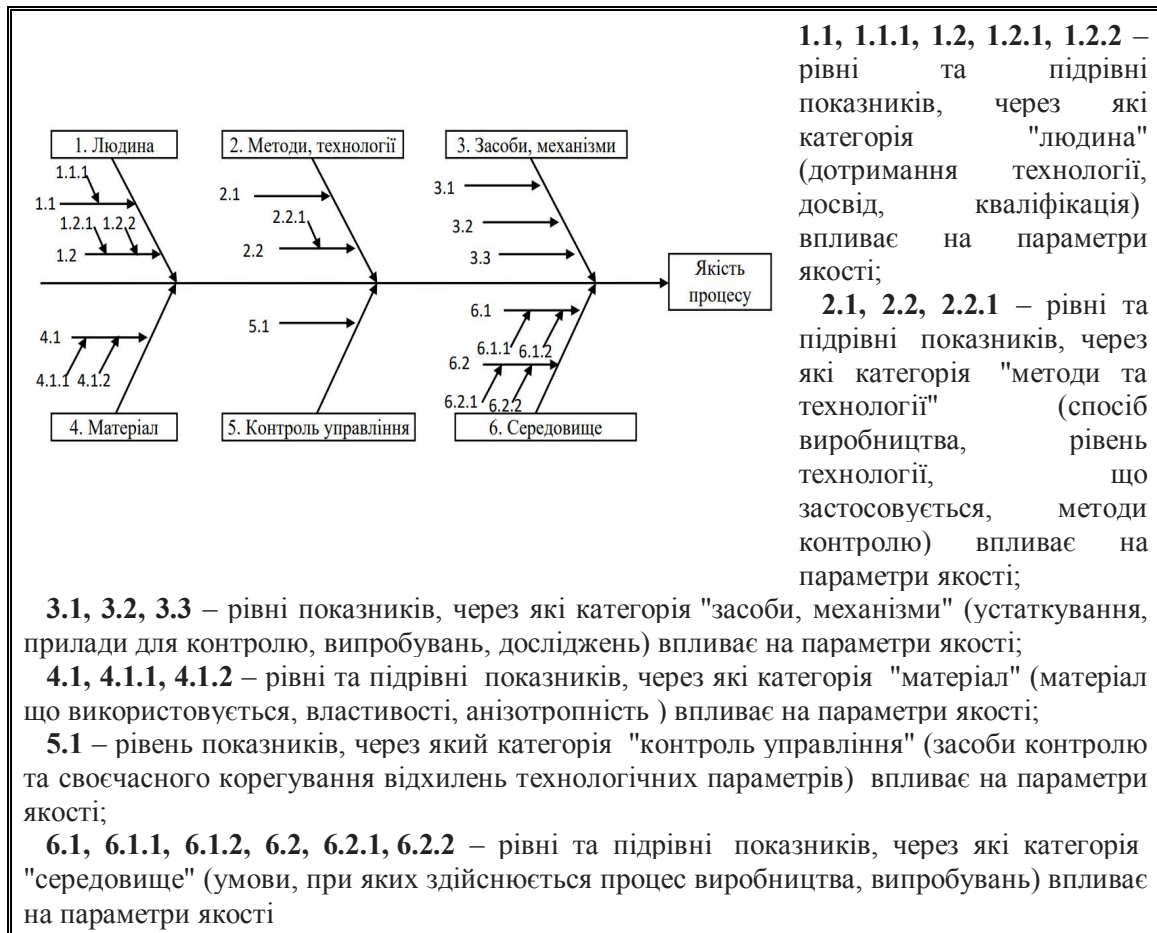 1. Людина
2. Методи, технології
3. Засоби, механізми
1.1.1
1.1
1.2.1 1.2.2
1.2
2.1
2.2.1
2.2
3.1
3.2
3.3
Якість
процесу
4.1
4.1.1 4.1.2
5.1
6.1
6.1.1 6.1.2
6.2
6.2.1 6.2.2
4. Матеріал
5. Контроль управління
6. Середовище
1.1, 1.1.1, 1.2, 1.2.1, 1.2.2 –
рівні та підрівні
показників, через які
категорія "людина"
(дотримання технології,
досвід, кваліфікація)
впливає на параметри
якості;
2.1, 2.2, 2.2.1 – рівні та
підрівні показників, через
які категорія "методи та
технології" (спосіб
виробництва, рівень
технології, що
застосовується, методи
контролю) впливає на
параметри якості;
3.1, 3.2, 3.3 – рівні показників, через які категорія "засоби, механізми" (устаткування,
прилади для контролю, випробувань, досліджень) впливає на параметри якості;
4.1, 4.1.1, 4.1.2 – рівні та підрівні показників, через які категорія "матеріал" (матеріал
що використовується, властивості, анізотропність ) впливає на параметри якості;
5.1 – рівень показників, через який категорія "контроль управління" (засоби контролю
та своєчасного корегування відхилень технологічних параметрів) впливає на параметри
якості;
6.1, 6.1.1, 6.1.2, 6.2, 6.2.1, 6.2.2 – рівні та підрівні показників, через які категорія
"середовище" (умови, при яких здійснюється процес виробництва, випробувань) впливає
на параметри якості